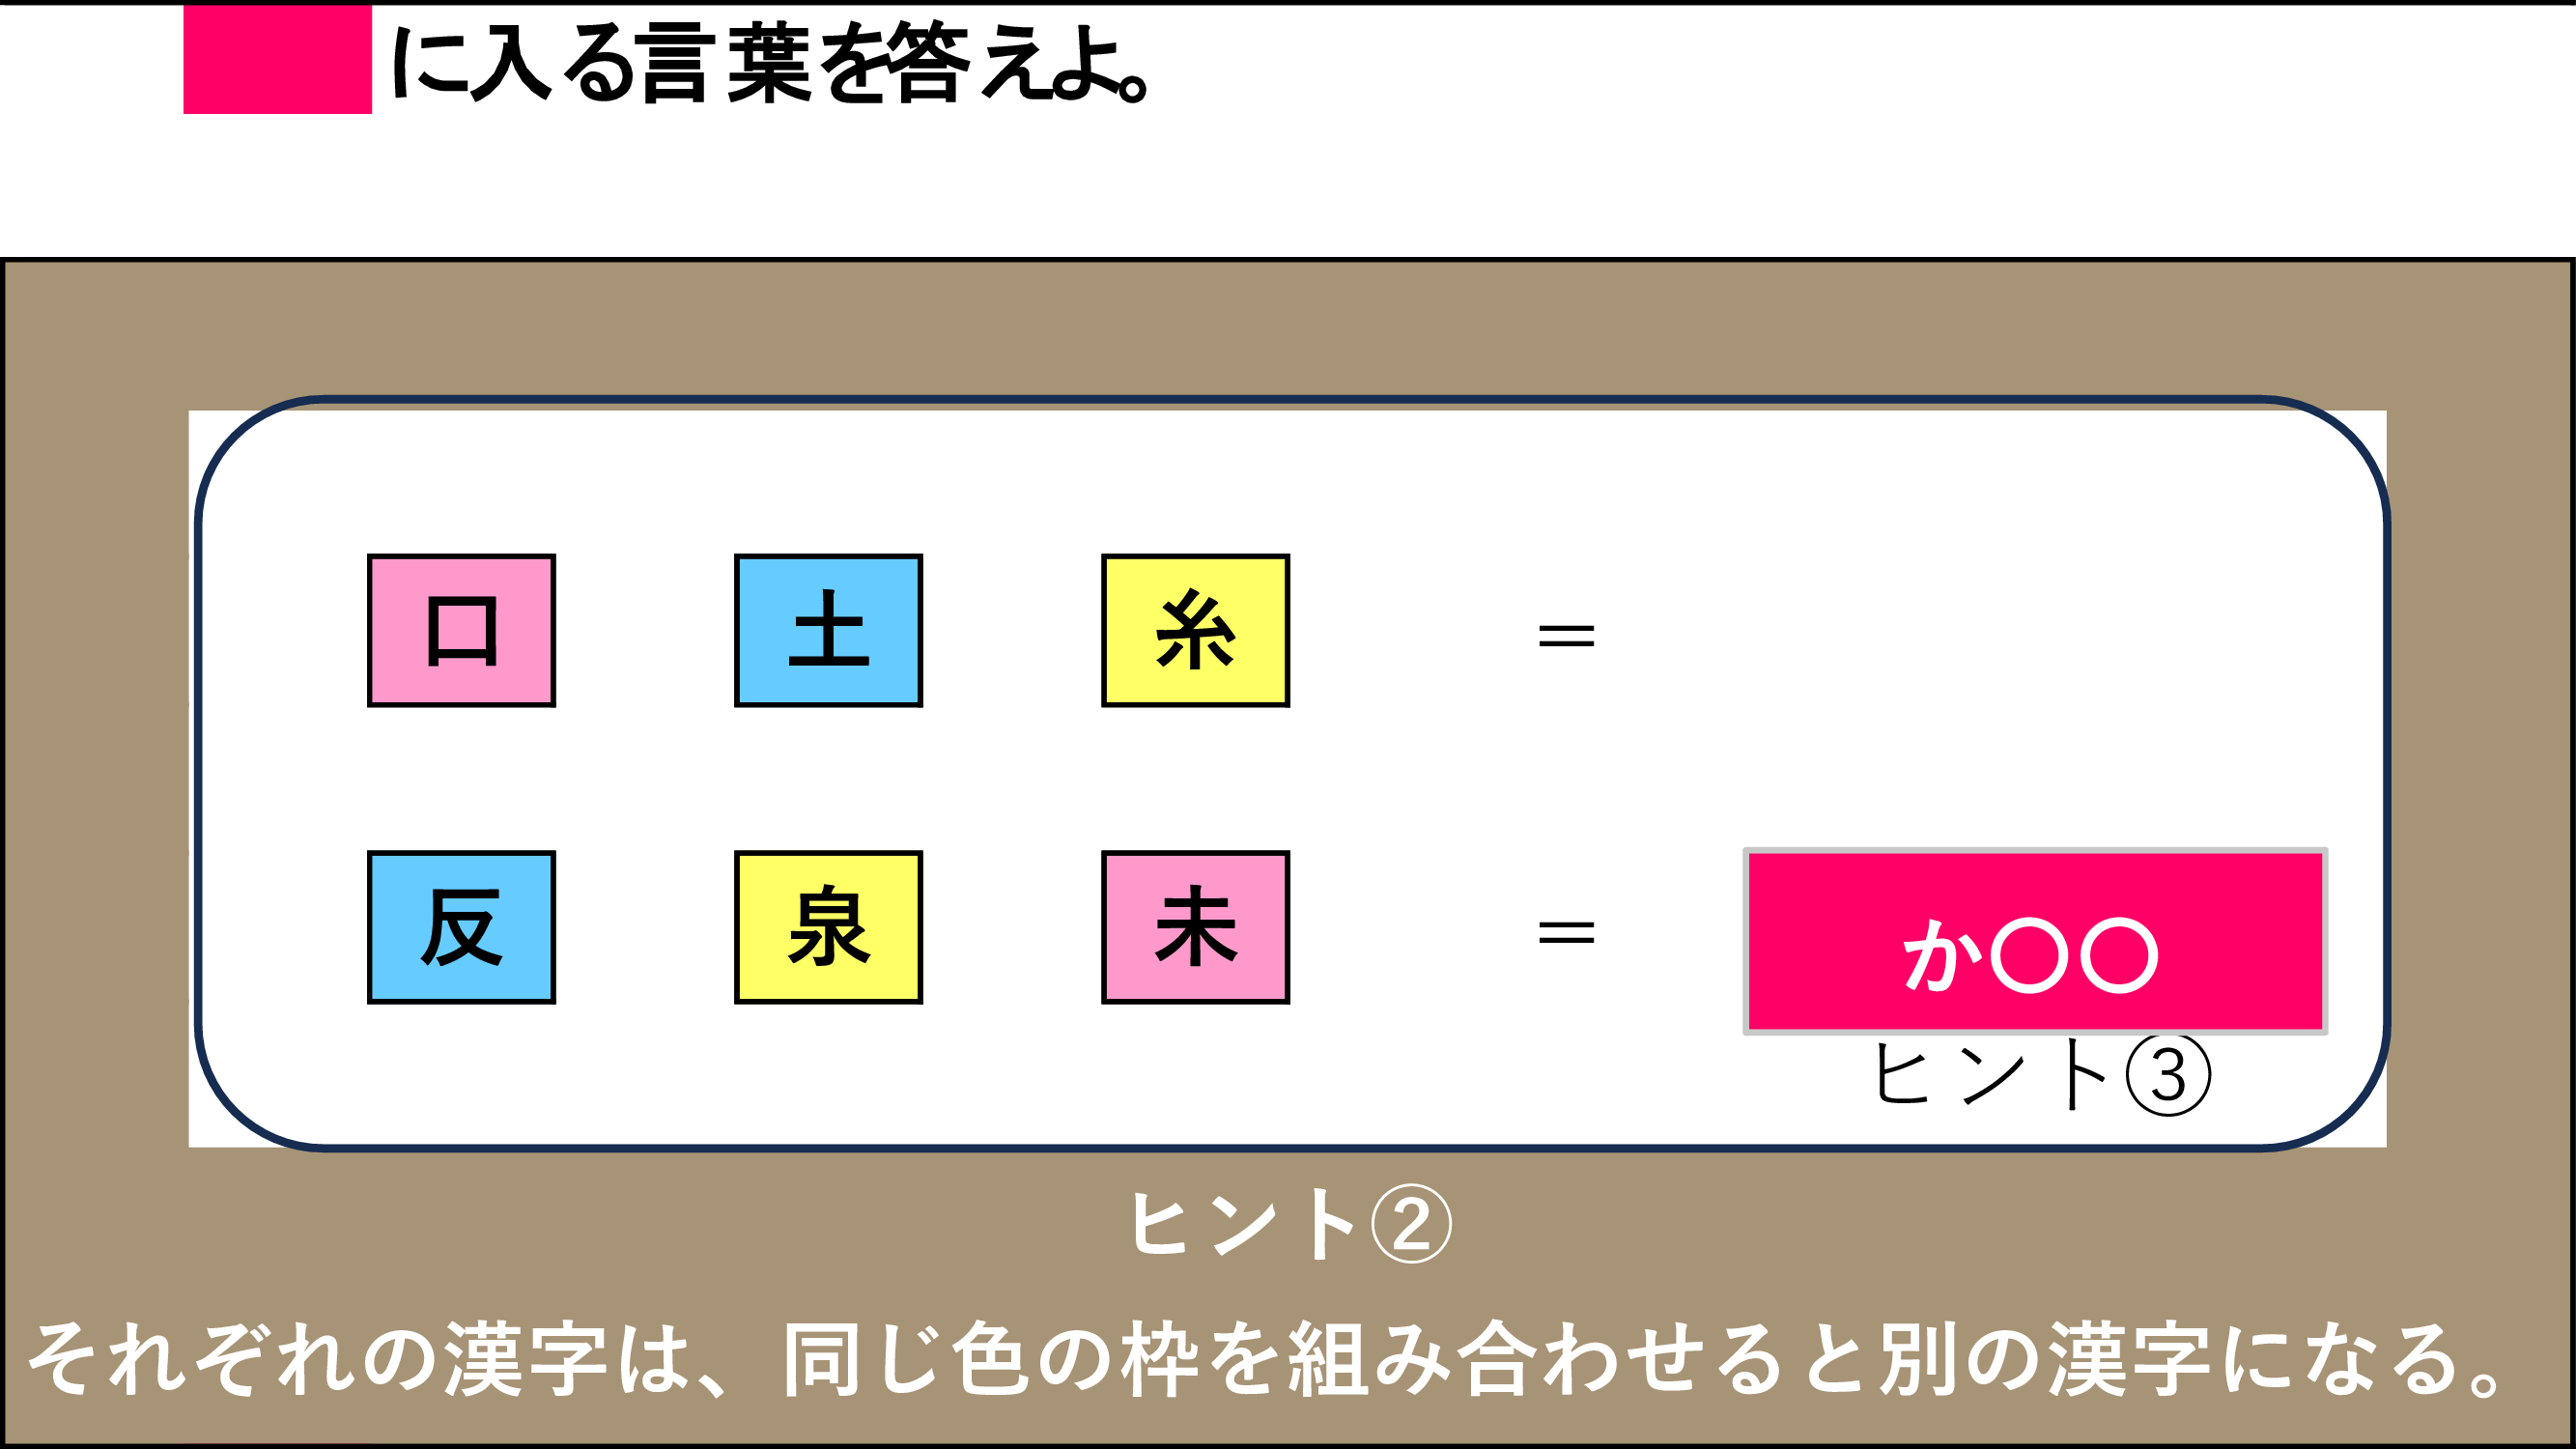 に入る言葉を答えよ。
口 土 糸 ＝
反 泉 未 ＝ か〇〇
ヒント③
ヒント②
それぞれの漢字は、同じ色の枠を組み合わせると別の漢字になる。